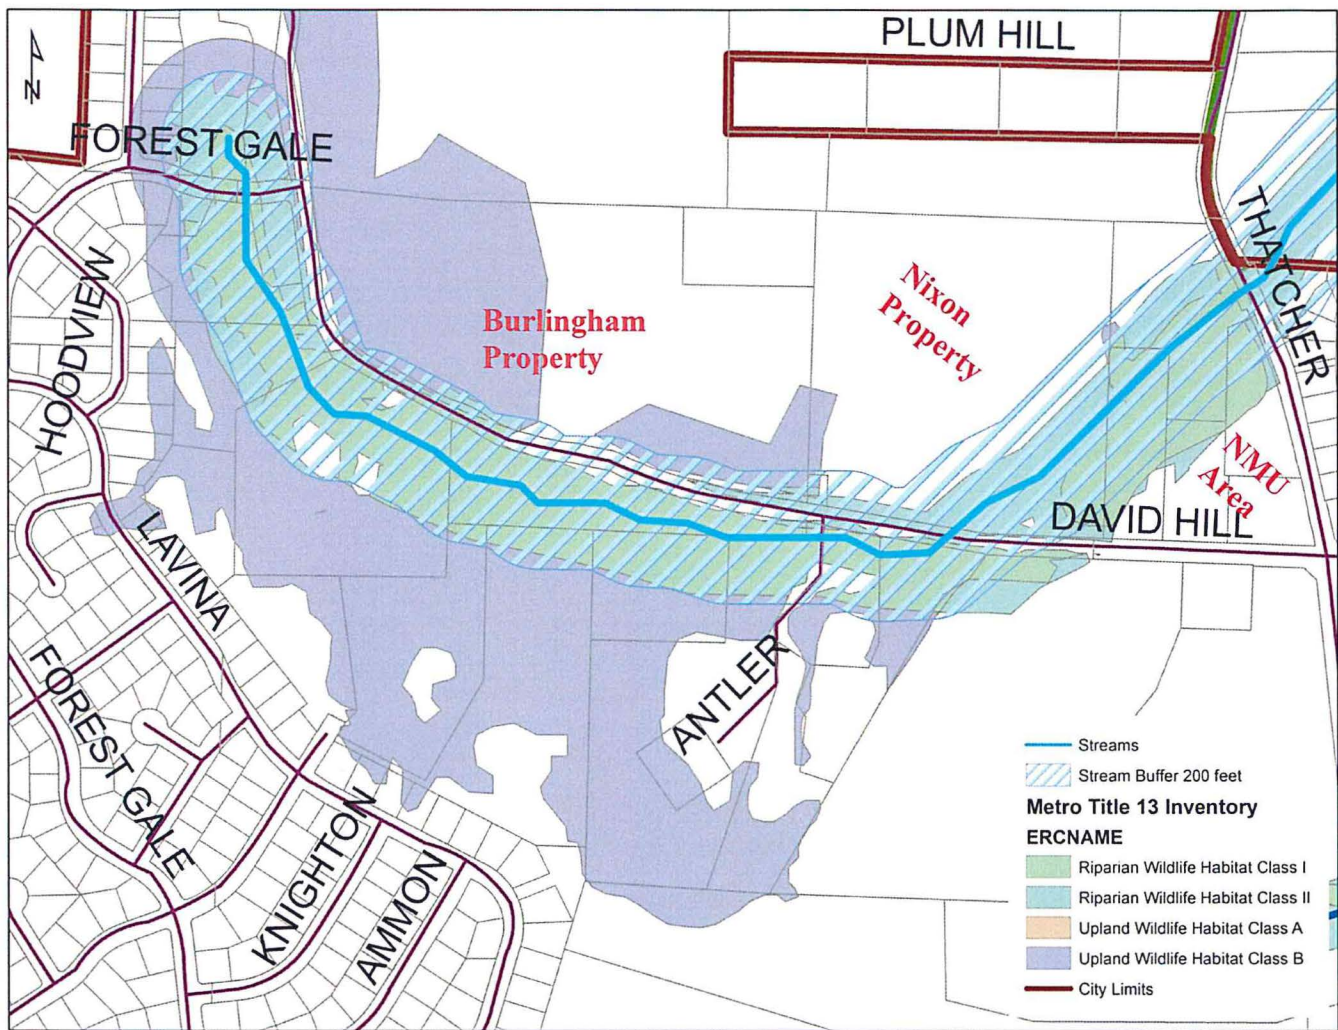 PLUM HILL
N
FOREST GALE
THATCHER
HOODVIEW
Nixon
Property
Burlingham
Property
NMU
Area
DAVID HILL
LAVINA
ANTLER
FOREST GALE
KNIGHTON
AMMON
Streams
Stream Buffer 200 feet
Metro Title 13 Inventory
ERCNAME
Riparian Wildlife Habitat Class I
Riparian Wildlife Habitat Class II
Upland Wildlife Habitat Class A
Upland Wildlife Habitat Class B
City Limits